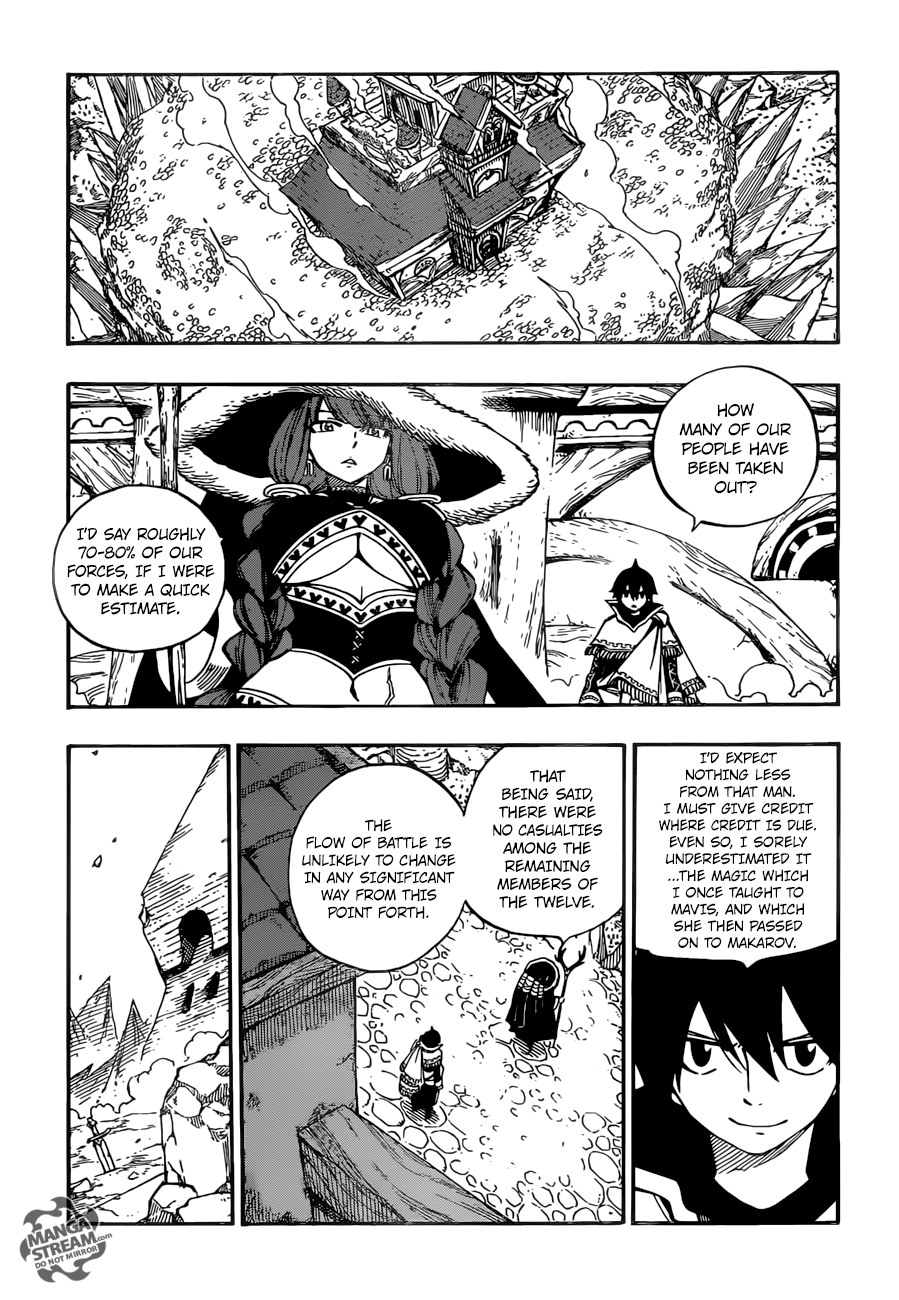 HOW
MANY OF OUR
PEOPLE HAVE
BEEN TAKEN
OUT?
I'D SAY ROUGHLY
70-80% OF OUR
FORCES, IF I WERE
TO MAKE A QUICK
ESTIMATE.
I'D EXPECT
NOTHING LESS
FROM THAT MAN.
I MUST GIVE CREDIT
WHERE CREDIT IS DUE.
EVEN SO, I SORELY
UNDERESTIMATED IT
...THE MAGIC WHICH
I ONCE TAUGHT TO
MAVIS, AND WHICH
SHE THEN PASSED
ON TO MAKAROV.
THAT
BEING SAID,
THERE WERE
NO CASUALTIES
AMONG THE
REMAINING
MEMBERS OF
THE TWELVE.
THE
FLOW OF BATTLE IS
UNLIKELY TO CHANGE
IN ANY SIGNIFICANT
WAY FROM THIS
POINT FORTH.
MANGA
STREAM.com
DO NOT MIRROR